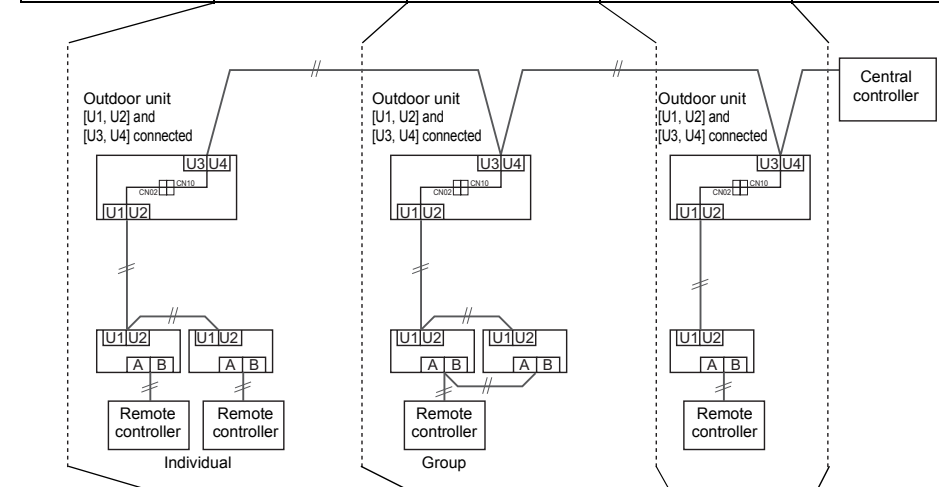 Central
controller
Outdoor unit
[U1, U2] and
[U3, U4] connected
Outdoor unit
[U1, U2] and
[U3, U4] connected
Outdoor unit
[U1, U2] and
[U3, U4] connected
U3 U4
U3 U4
U3 U4
CN02 CN10
CN02 CN10
CN02 CN10
U1 U2
U1 U2
U1 U2
U1 U2
U1 U2
U1 U2
U1 U2
U1 U2
A B
A B
A B
A B
A B
Remote
controller
Remote
controller
Remote
controller
Remote
controller
Individual
Group